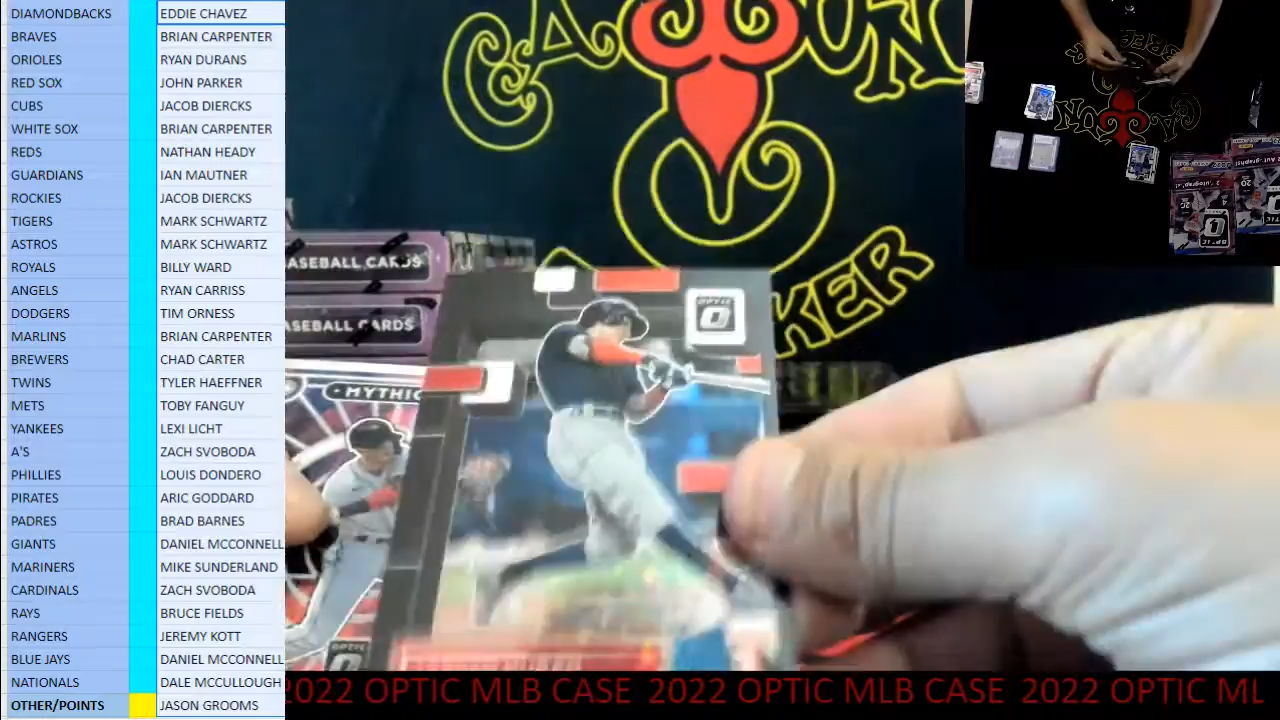 DIAMONDBACKS EDDIE CHAVEZ
BRAVES BRIAN CARPENTER
ORIOLES RYAN DURANS
RED SOX JOHN PARKER
CUBS JACOB DIERCKS
WHITE SOX BRIAN CARPENTER
REDS NATHAN HEADY
GUARDIANS IAN MAUTNER
ROCKIES JACOB DIERCKS
TIGERS MARK SCHWARTZ
ASTROS MARK SCHWARTZ
ROYALS BILLY WARD
ANGELS RYAN CARRISS
DODGERS TIM ORNESS
MARLINS BRIAN CARPENTER
BREWERS CHAD CARTER
TWINS TYLER HAEFFNER
METS TOBY FANGUY
YANKEES LEXI LICHT
A'S ZACH SVOBODA
PHILLIES LOUIS DONDERO
PIRATES ARIC GODDARD
PADRES BRAD BARNES
GIANTS DANIEL MCCONNELL
MARINERS MIKE SUNDERLAND
CARDINALS ZACH SVOBODA
RAYS BRUCE FIELDS
RANGERS JEREMY KOTT
BLUE JAYS DANIEL MCCONNELL
NATIONALS DALE MCCULLOUGH
OTHER/POINTS JASON GROOMS
CAJUN
KER
ASEBALL CARDS
ASEBALL CARDS
MYTHIC
OPTIC
OPTIC
2022 OPTIC MLB CASE 2022 OPTIC MLB CASE 2022 OPTIC ML